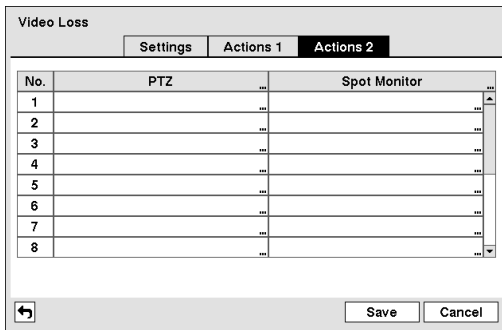 Video Loss
Settings Actions 1 Actions 2
No. PTZ ... Spot Monitor ...
1 ... ...
2 ... ...
3 ... ...
4 ... ...
5 ... ...
6 ... ...
7 ... ...
8 ... ...
Save Cancel